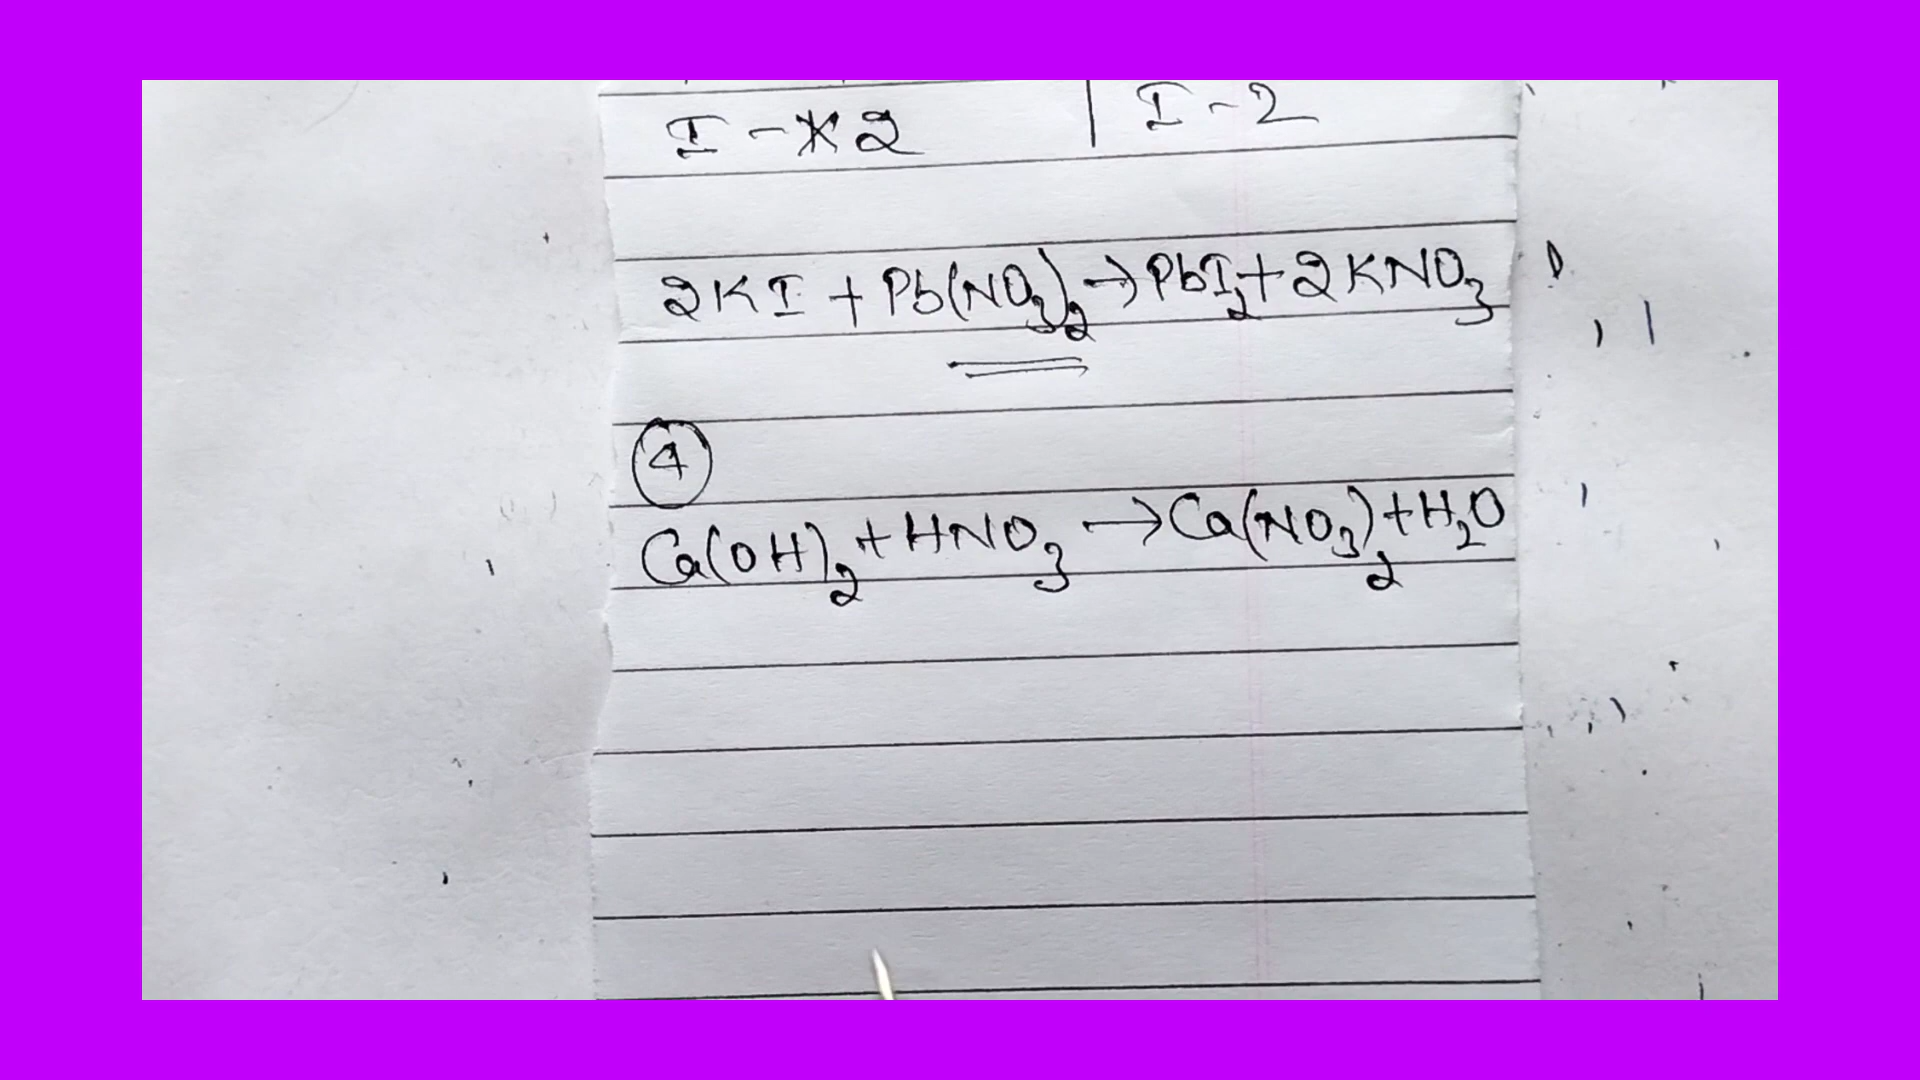 I - 2 | I - 2
2KI + Pb(NO₃)₂ → PbI₂ + 2KNO₃
4
Ca(OH)₂ + HNO₃ → Ca(NO₃)₂ + H₂O